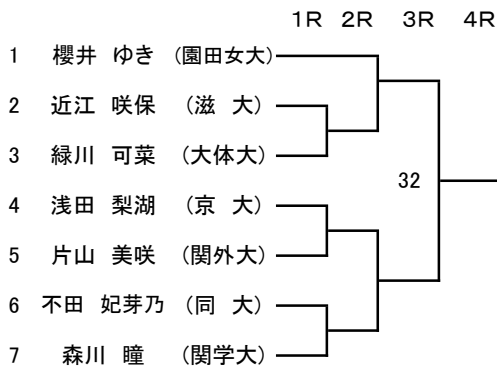 1R 2R 3R 4R
1 櫻井 ゆき (園田女大)
2 近江 咲保 (滋 大)
3 緑川 可菜 (大体大)
32
4 浅田 梨湖 (京 大)
5 片山 美咲 (関外大)
6 不田 妃芽乃 (同 大)
7 森川 瞳 (関学大)